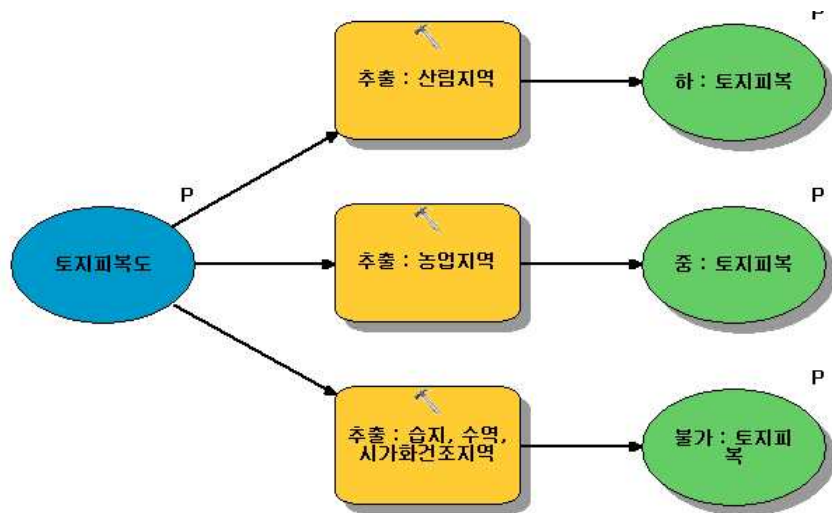 P
추출 : 산림지역
하 : 토지피복
P
P
토지피복도
추출 : 농업지역
중 : 토지피복
P
추출 : 습지, 수역,
시가화건조지역
불가 : 토지피
복